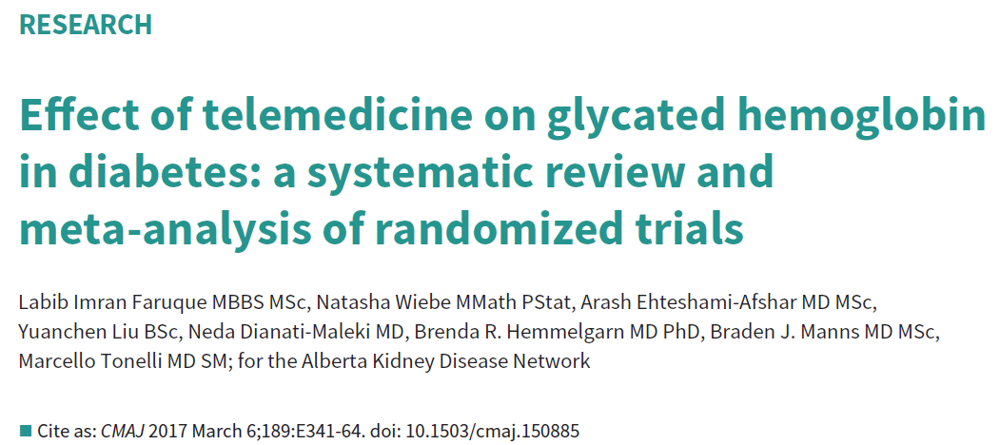 RESEARCH
Effect of telemedicine on glycated hemoglobin
in diabetes: a systematic review and
meta-analysis of randomized trials
Labib Imran Faruque MBBS MSc, Natasha Wiebe MMath PStat, Arash Ehteshami-Afshar MD MSc,
Yuanchen Liu BSc, Neda Dianati-Maleki MD, Brenda R. Hemmelgarn MD PhD, Braden J. Manns MD MSc,
Marcello Tonelli MD SM; for the Alberta Kidney Disease Network
■ Cite as: CMAJ 2017 March 6;189:E341-64. doi: 10.1503/cmaj.150885